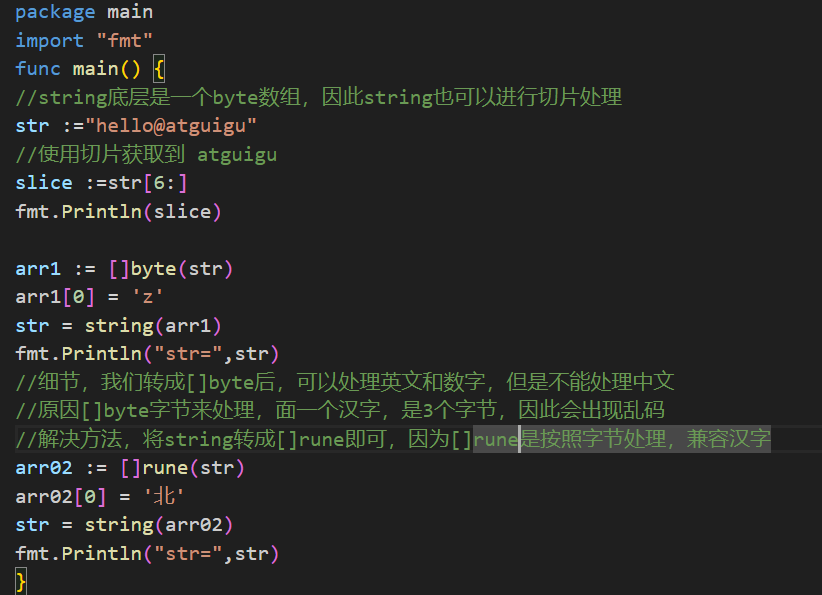 package main
import "fmt"
func main() {
//string底层是一个byte数组，因此string也可以进行切片处理
str :="hello@atguigu"
//使用切片获取到 atguigu
slice :=str[6:]
fmt.Println(slice)
arr1 := []byte(str)
arr1[0] = 'z'
str = string(arr1)
fmt.Println("str=",str)
//细节，我们转成[]byte后，可以处理英文和数字，但是不能处理中文
//原因[]byte字节来处理，面一个汉字，是3个字节，因此会出现乱码
//解决方法，将string转成[]rune即可，因为[]rune是按照字节处理，兼容汉字
arr02 := []rune(str)
arr02[0] = '北'
str = string(arr02)
fmt.Println("str=",str)
}